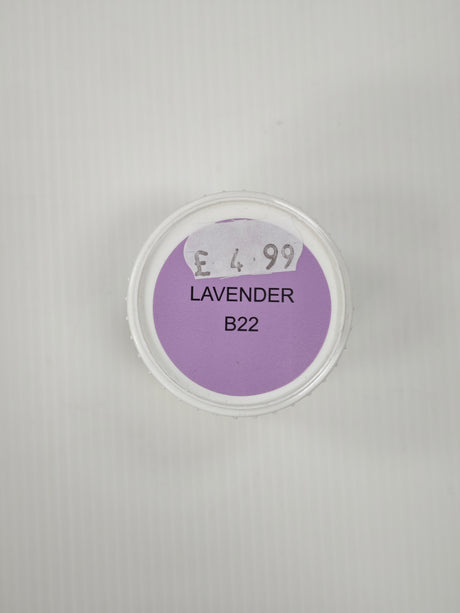 £ 4.99
LAVENDER
B22